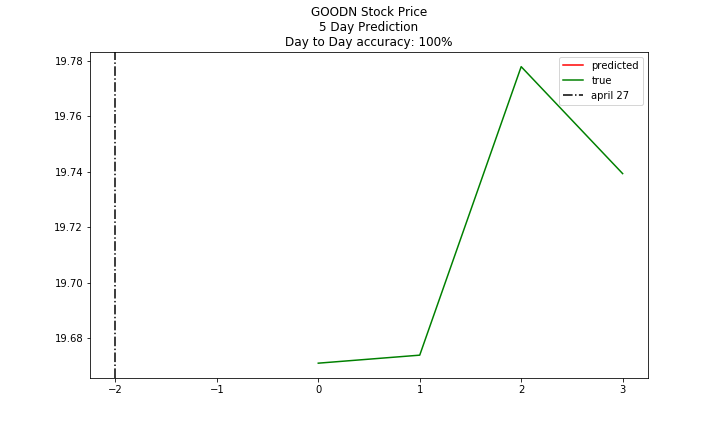 GOODN Stock Price
5 Day Prediction
Day to Day accuracy: 100%
predicted
true
april 27
19.78
19.76
19.74
19.72
19.70
19.68
−2
−1
0
1
2
3